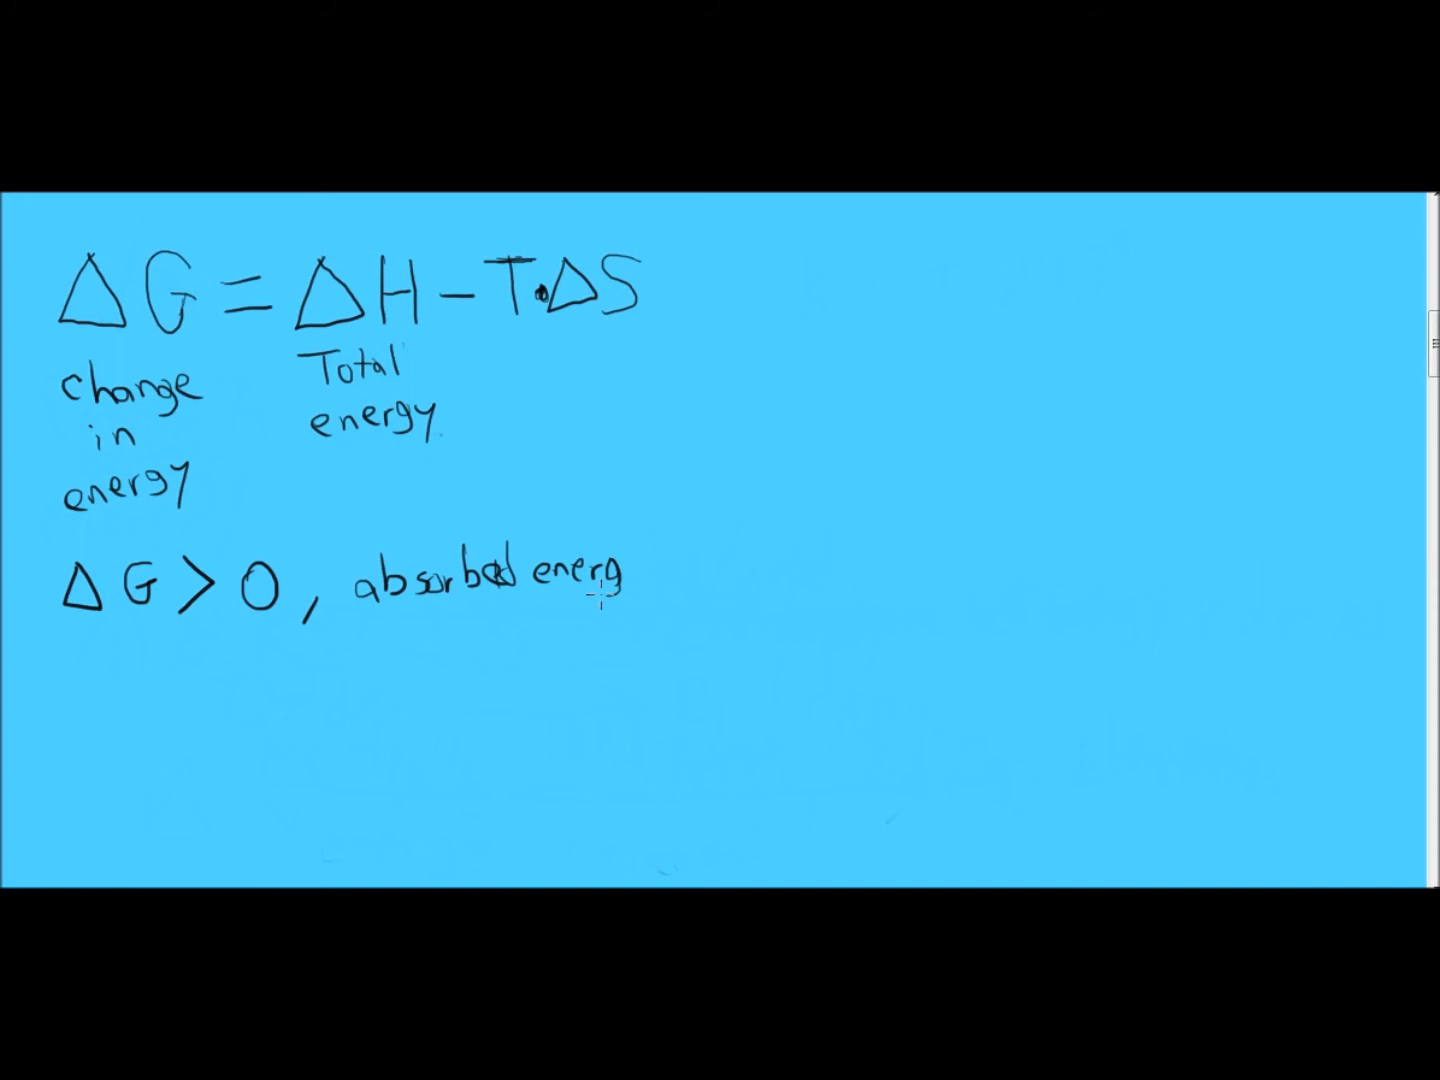 ΔG = ΔH - T·ΔS
change
in
energy
Total
energy
ΔG > 0, absorbed energ